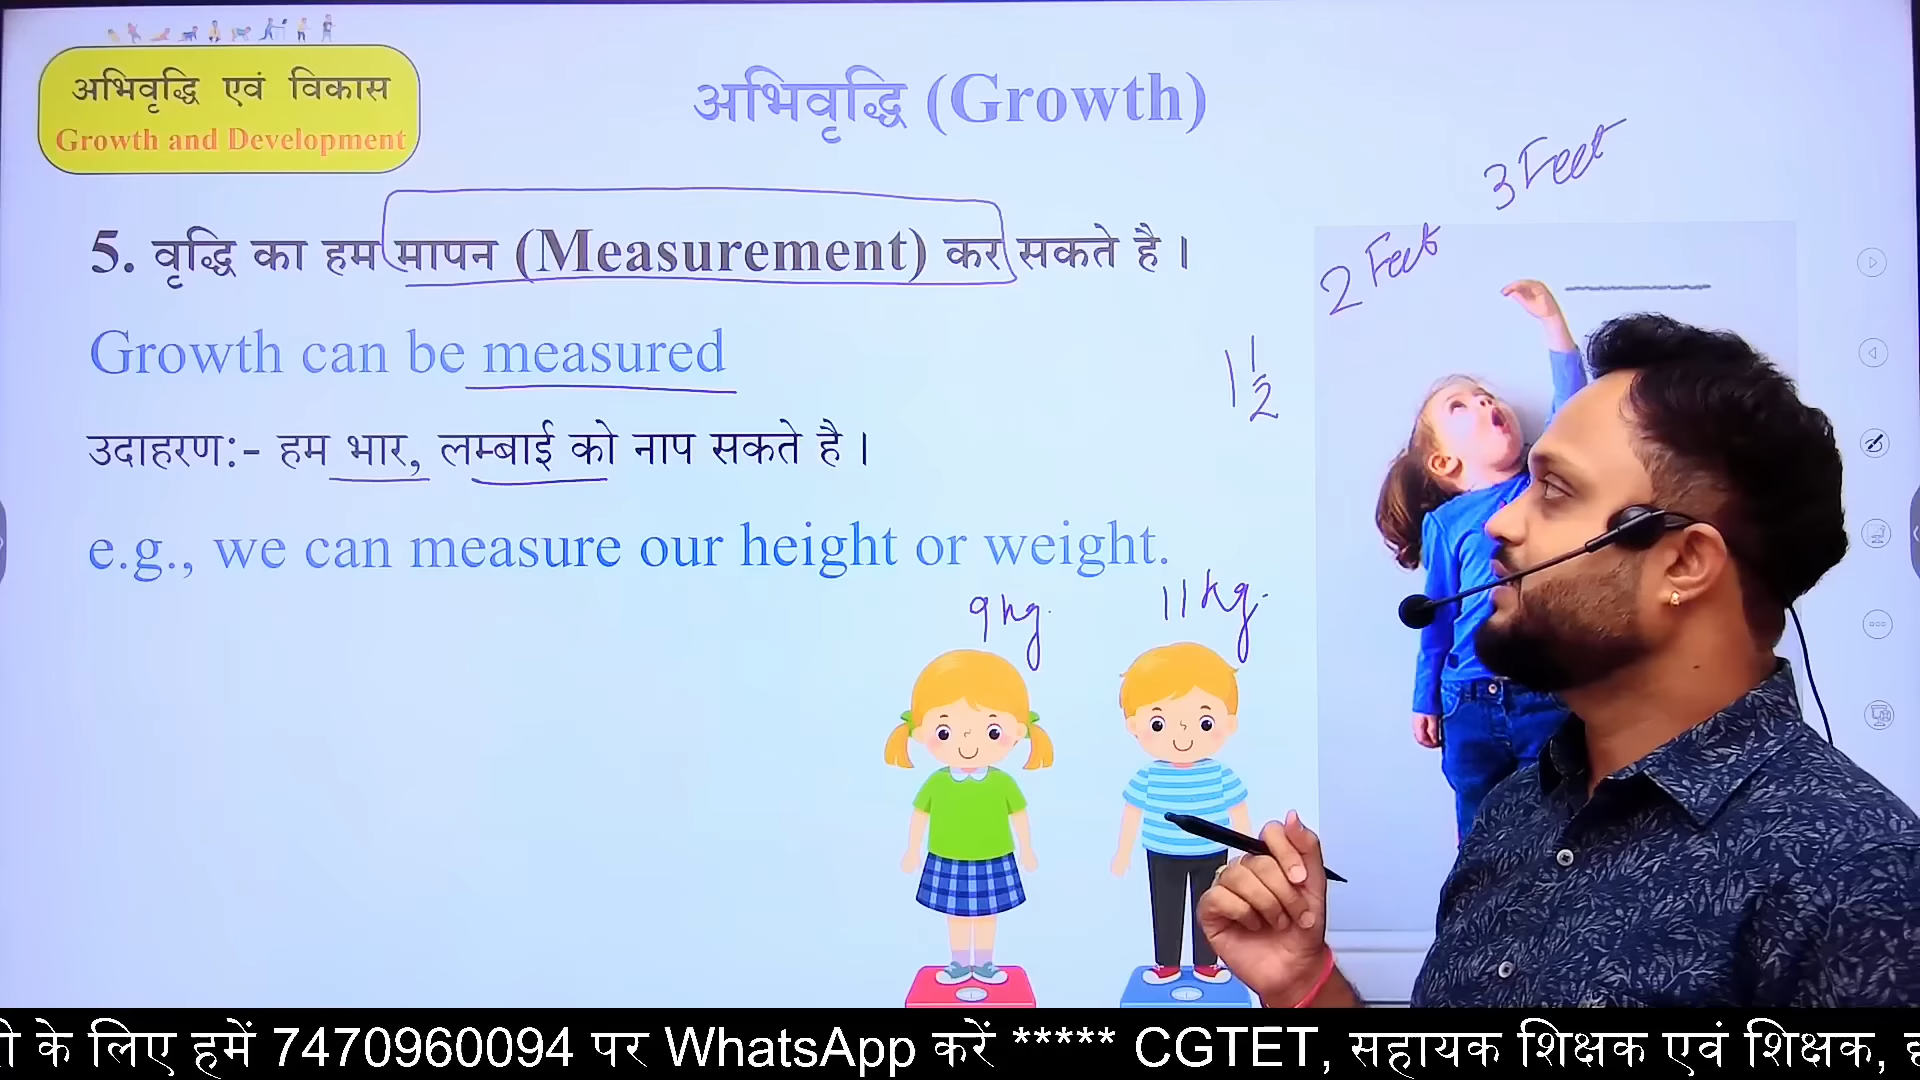 अभिवृद्धि एवं विकास
Growth and Development
अभिवृद्धि (Growth)
3 Feet
2 Feet
5. वृद्धि का हम मापन (Measurement) कर सकते है ।
Growth can be measured
1 1/2
उदाहरण:- हम भार, लम्बाई को नाप सकते है ।
e.g., we can measure our height or weight.
9 kg.
11 kg.
के लिए हमें 7470960094 पर WhatsApp करें ***** CGTET, सहायक शिक्षक एवं शिक्षक,